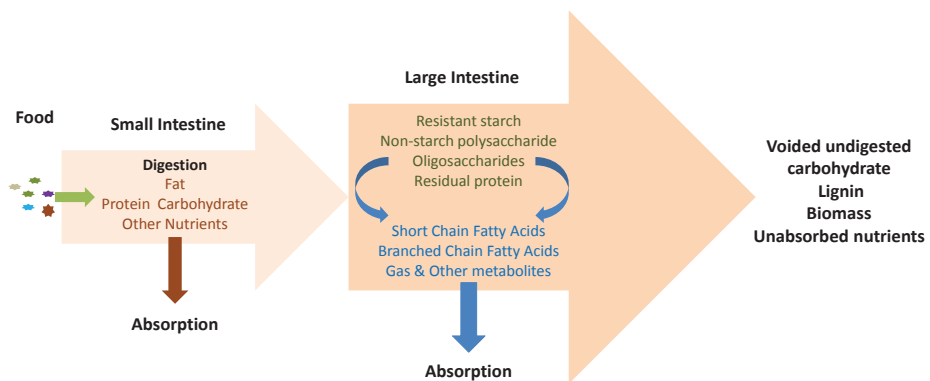 Food
Small Intestine
Digestion
Fat
Protein Carbohydrate
Other Nutrients
Absorption
Large Intestine
Resistant starch
Non-starch polysaccharide
Oligosaccharides
Residual protein
Short Chain Fatty Acids
Branched Chain Fatty Acids
Gas & Other metabolites
Absorption
Voided undigested
carbohydrate
Lignin
Biomass
Unabsorbed nutrients